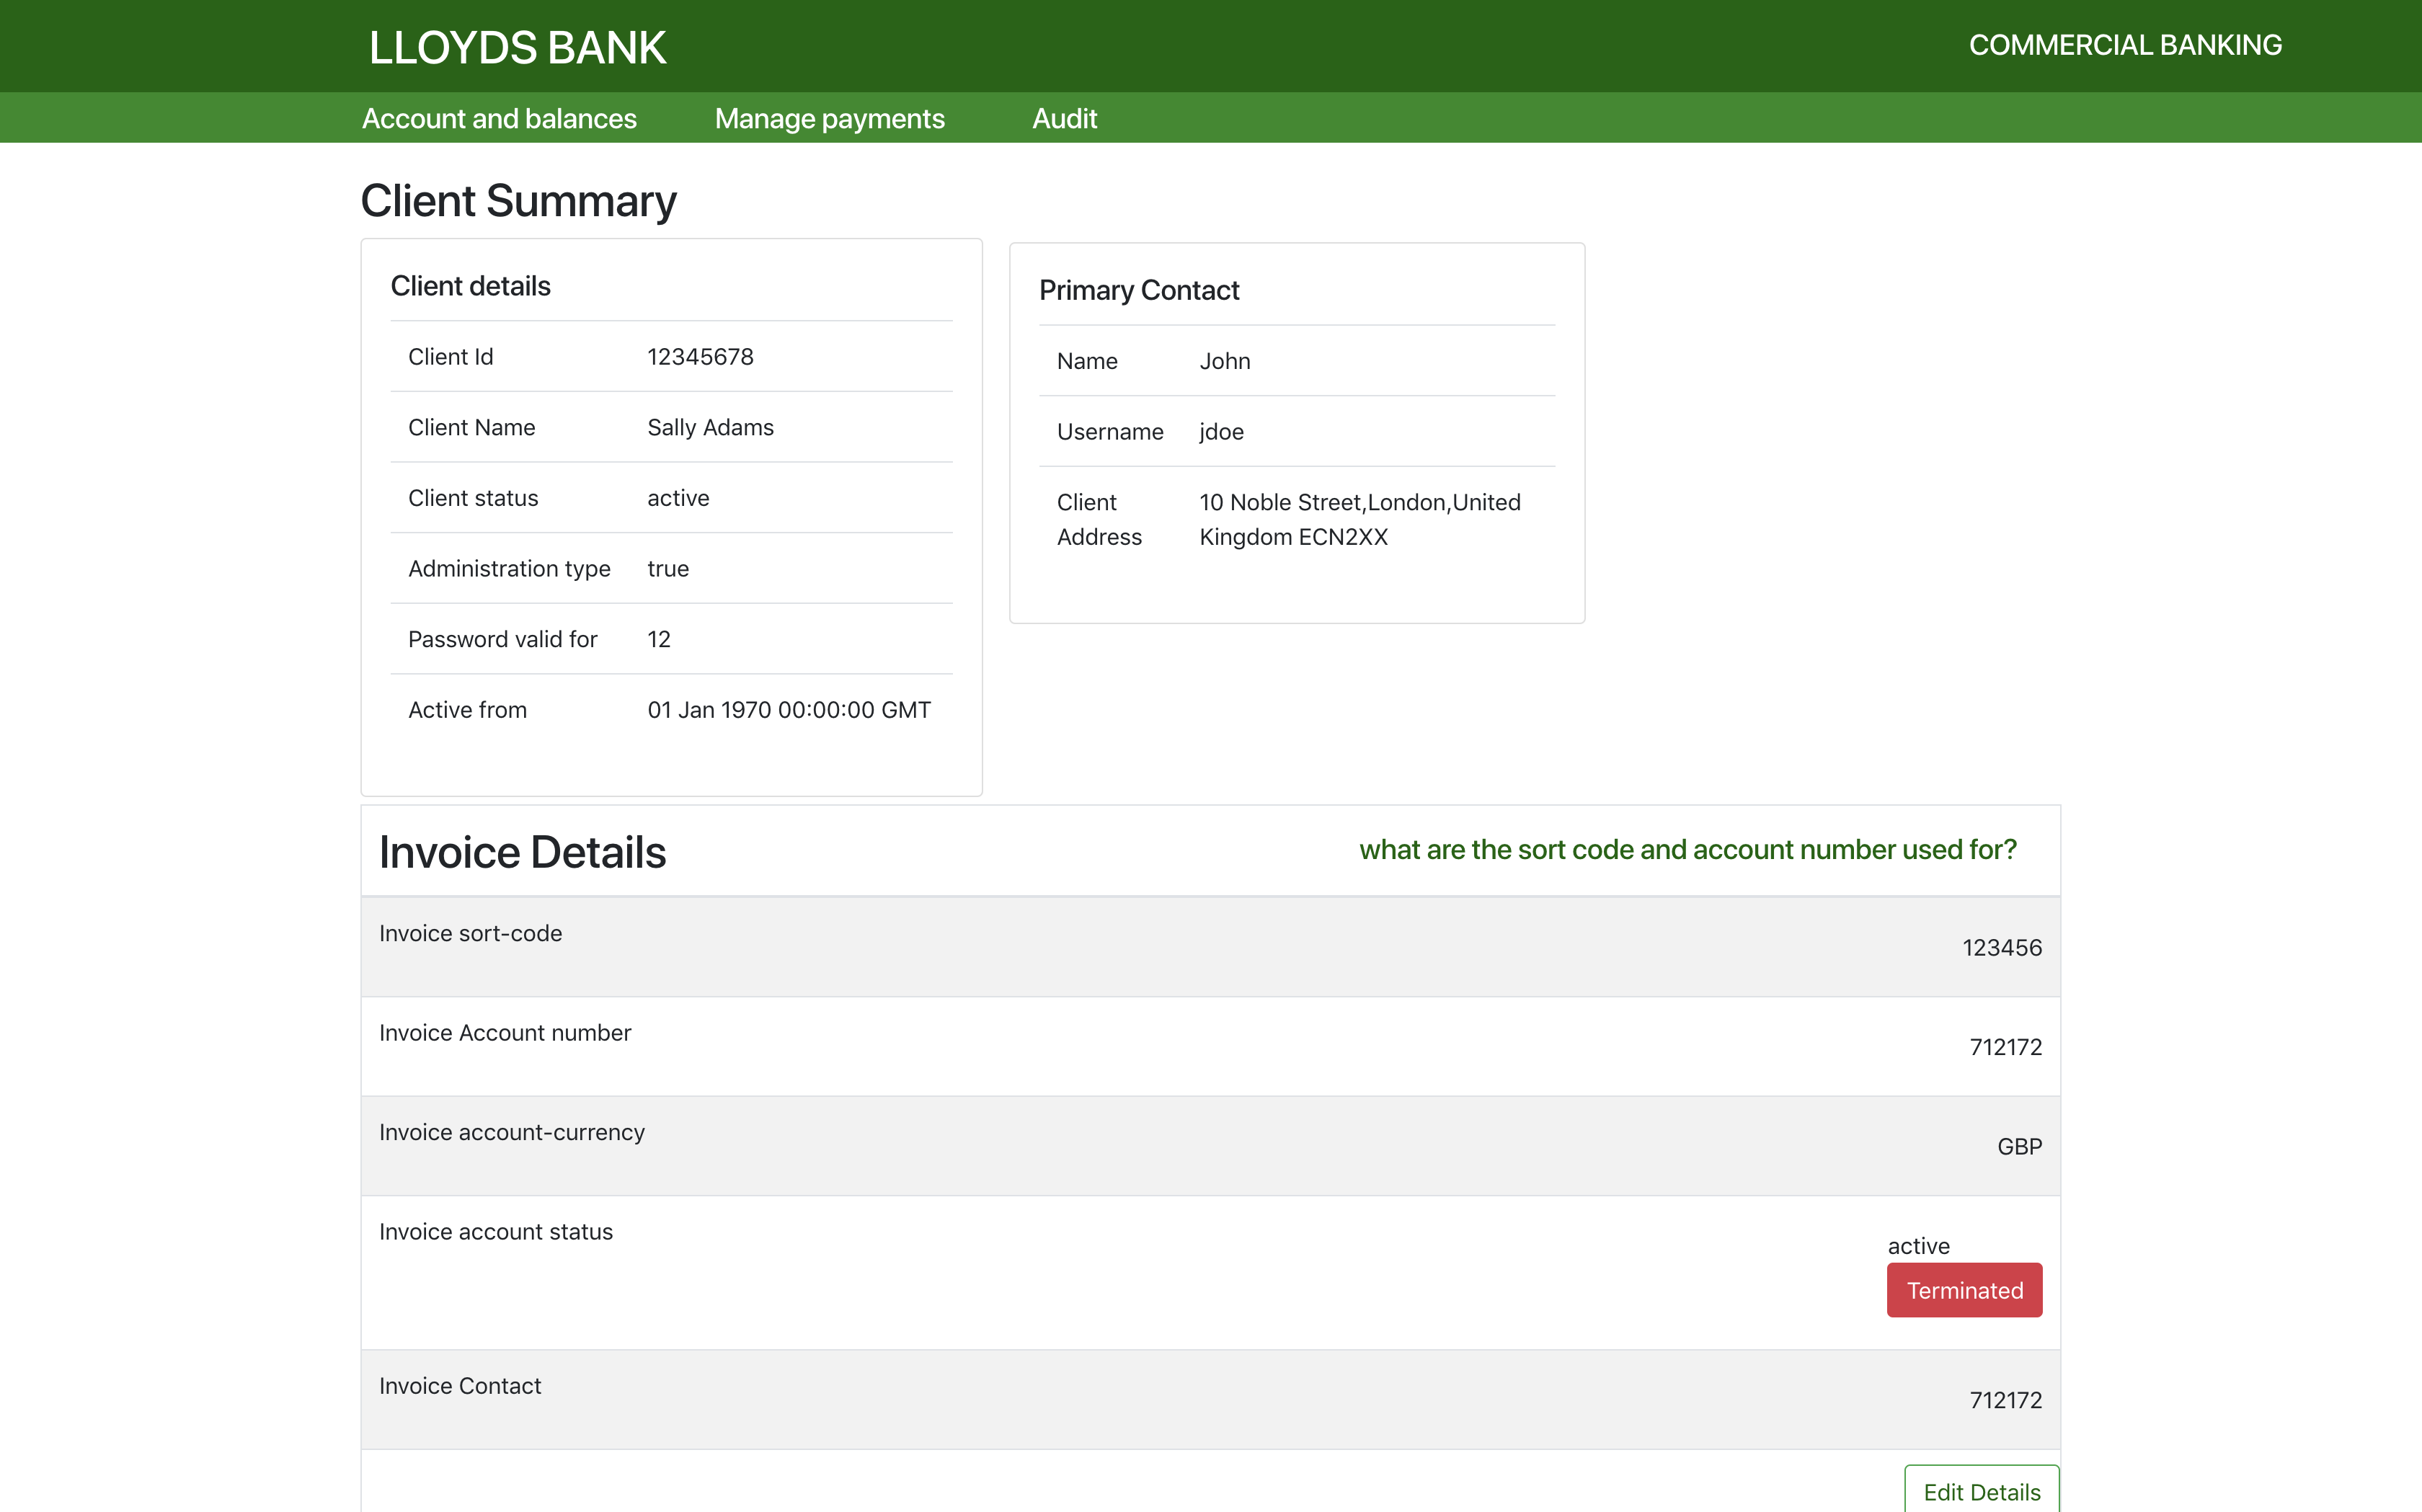 LLOYDS BANK
COMMERCIAL BANKING
Account and balances
Manage payments
Audit
Client Summary
Client details
Client Id 12345678
Client Name Sally Adams
Client status active
Administration type true
Password valid for 12
Active from 01 Jan 1970 00:00:00 GMT
Primary Contact
Name John
Username jdoe
Client 10 Noble Street,London,United
Address Kingdom ECN2XX
Invoice Details
what are the sort code and account number used for?
Invoice sort-code
123456
Invoice Account number
712172
Invoice account-currency
GBP
Invoice account status
active
Terminated
Invoice Contact
712172
Edit Details